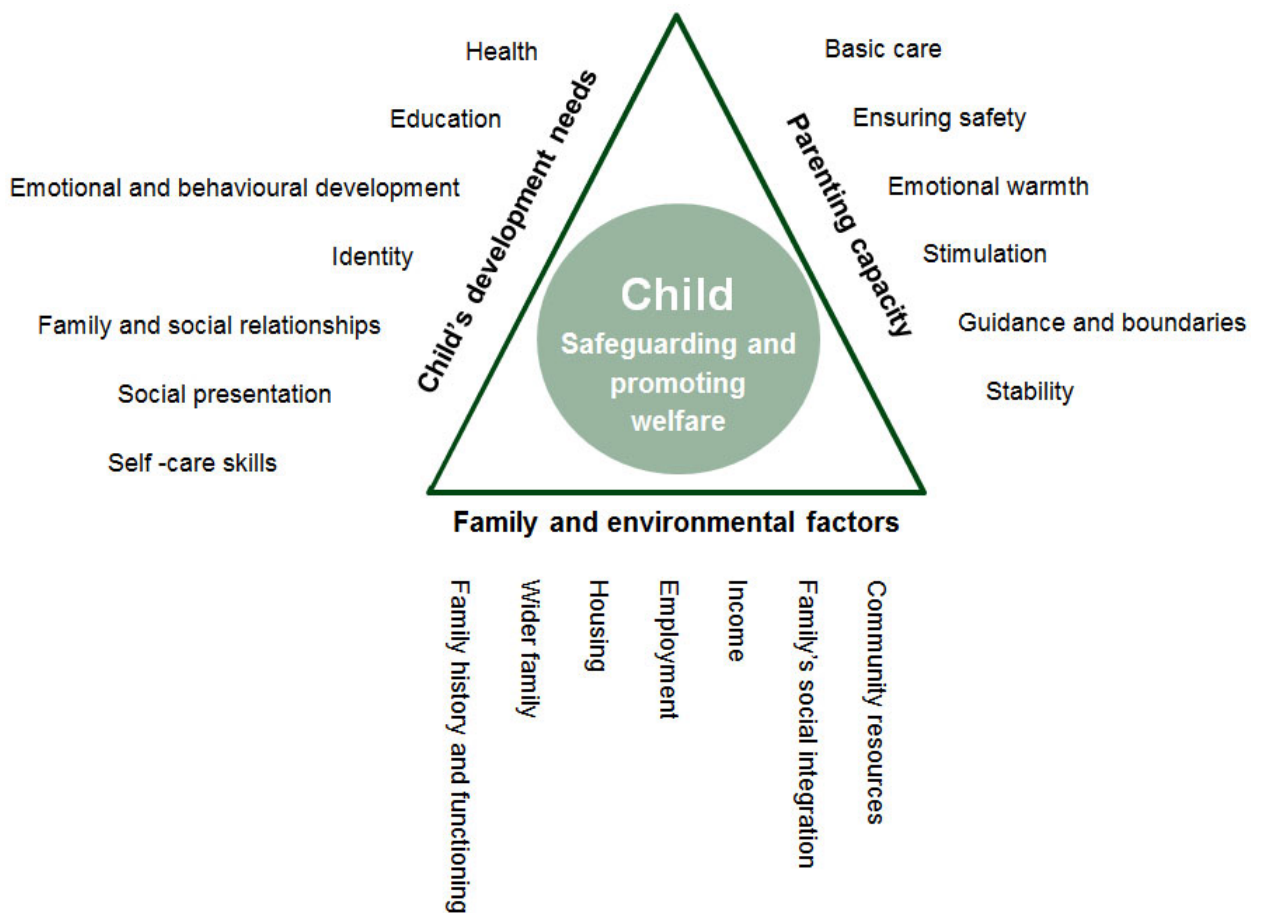 Health
Education
Emotional and behavioural development
Identity
Family and social relationships
Social presentation
Self -care skills
Child's development needs
Child
Safeguarding and
promoting
welfare
Parenting capacity
Basic care
Ensuring safety
Emotional warmth
Stimulation
Guidance and boundaries
Stability
Family and environmental factors
Family history and functioning
Wider family
Housing
Employment
Income
Family's social integration
Community resources